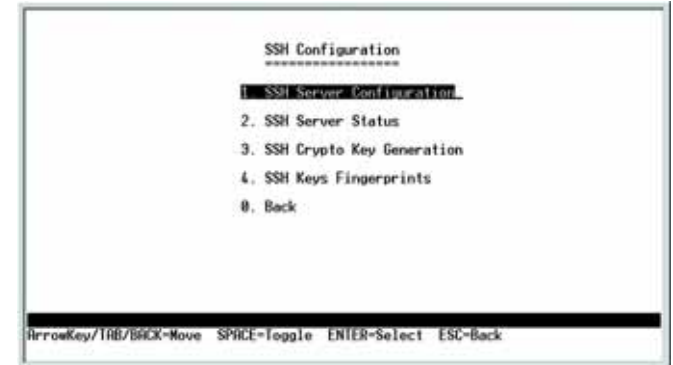 SSH Configuration
=================
1. SSH Server Configuration
2. SSH Server Status
3. SSH Crypto Key Generation
4. SSH Keys Fingerprints
0. Back
ArrowKey/TAB/BACK=Move SPACE=Toggle ENTER=Select ESC=Back